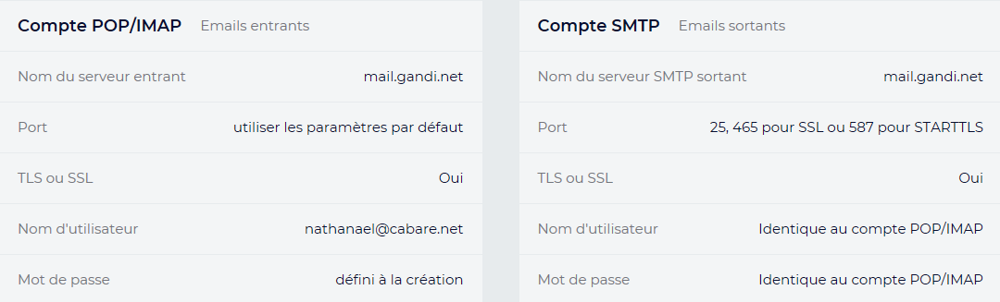 Compte POP/IMAP Emails entrants
Nom du serveur entrant mail.gandi.net
Port utiliser les paramètres par défaut
TLS ou SSL Oui
Nom d'utilisateur nathanael@cabare.net
Mot de passe défini à la création
Compte SMTP Emails sortants
Nom du serveur SMTP sortant mail.gandi.net
Port 25, 465 pour SSL ou 587 pour STARTTLS
TLS ou SSL Oui
Nom d'utilisateur Identique au compte POP/IMAP
Mot de passe Identique au compte POP/IMAP